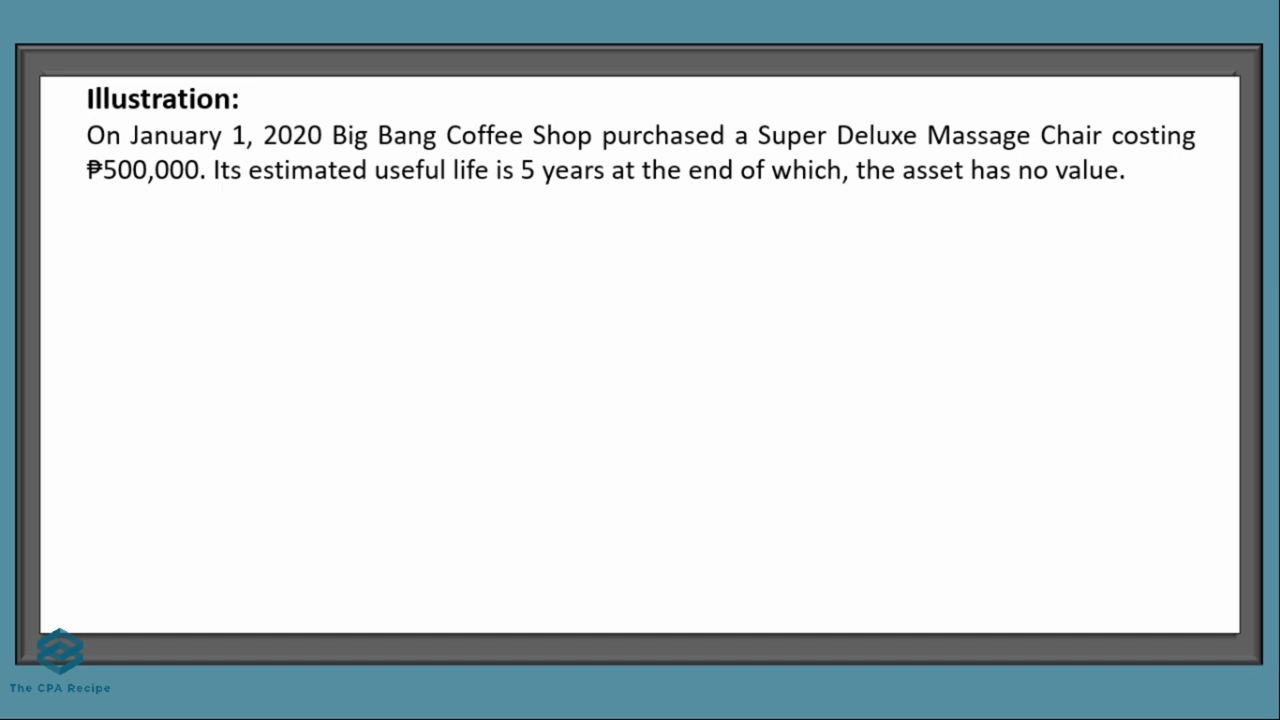 Illustration:
On January 1, 2020 Big Bang Coffee Shop purchased a Super Deluxe Massage Chair costing
₱500,000. Its estimated useful life is 5 years at the end of which, the asset has no value.
The CPA Recipe